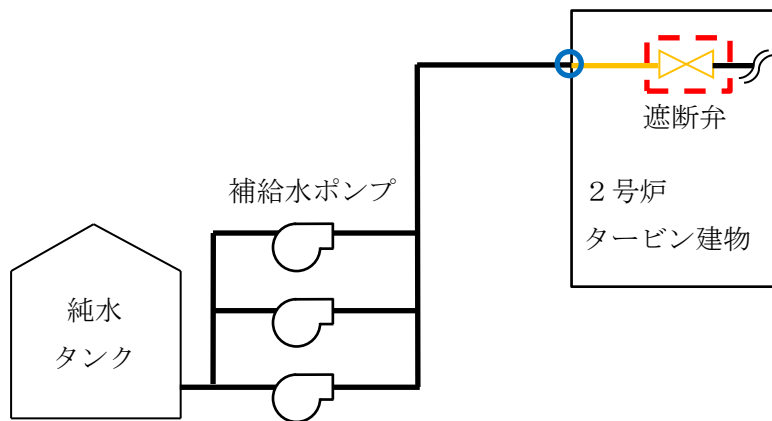 遮断弁
補給水ポンプ
２号炉
タービン建物
純水
タンク